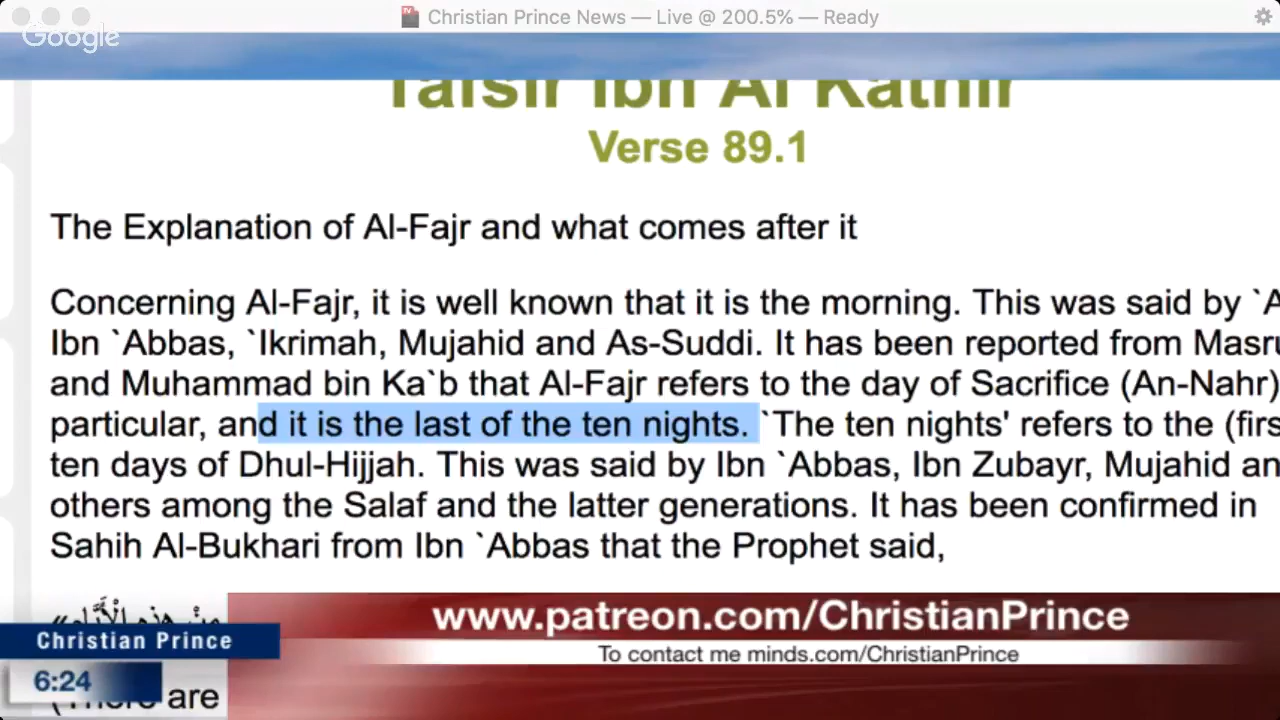 Christian Prince News — Live @ 200.5% — Ready
Google
Tafsir Ibn Al Kathir
Verse 89.1
The Explanation of Al-Fajr and what comes after it
Concerning Al-Fajr, it is well known that it is the morning. This was said by `A
Ibn `Abbas, `Ikrimah, Mujahid and As-Suddi. It has been reported from Masru
and Muhammad bin Ka`b that Al-Fajr refers to the day of Sacrifice (An-Nahr)
particular, and it is the last of the ten nights. `The ten nights' refers to the (firs
ten days of Dhul-Hijjah. This was said by Ibn `Abbas, Ibn Zubayr, Mujahid an
others among the Salaf and the latter generations. It has been confirmed in
Sahih Al-Bukhari from Ibn `Abbas that the Prophet said,
www.patreon.com/ChristianPrince
Christian Prince
To contact me minds.com/ChristianPrince
6:24
are